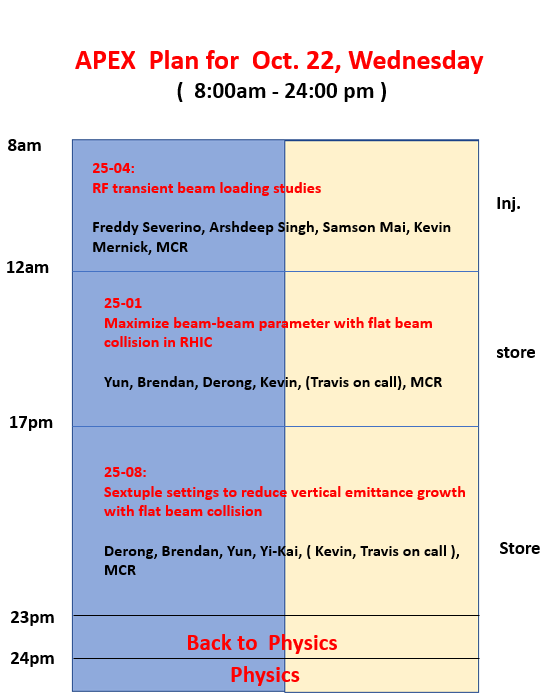 APEX Plan for Oct. 22, Wednesday
( 8:00am - 24:00 pm )
8am
25-04:
RF transient beam loading studies
Freddy Severino, Arshdeep Singh, Samson Mai, Kevin
Mernick, MCR
Inj.
12am
25-01
Maximize beam-beam parameter with flat beam
collision in RHIC
Yun, Brendan, Derong, Kevin, (Travis on call), MCR
store
17pm
25-08:
Sextuple settings to reduce vertical emittance growth
with flat beam collision
Derong, Brendan, Yun, Yi-Kai, ( Kevin, Travis on call ),
MCR
Store
23pm
Back to Physics
24pm
Physics